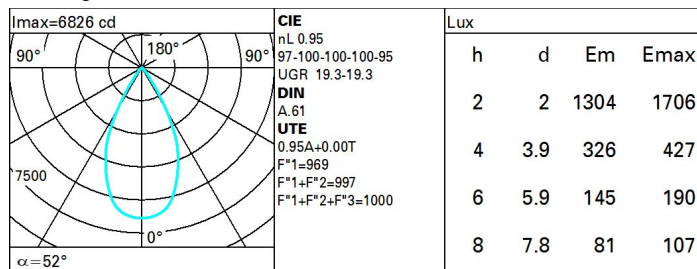 Imax=6826 cd
90°
180°
90°
7500
0°
α=52°
CIE
nL 0.95
97-100-100-100-95
UGR 19.3-19.3
DIN
A.61
UTE
0.95A+0.00T
F"1=969
F"1+F"2=997
F"1+F"2+F"3=1000
Lux
h d Em Emax
2 2 1304 1706
4 3.9 326 427
6 5.9 145 190
8 7.8 81 107